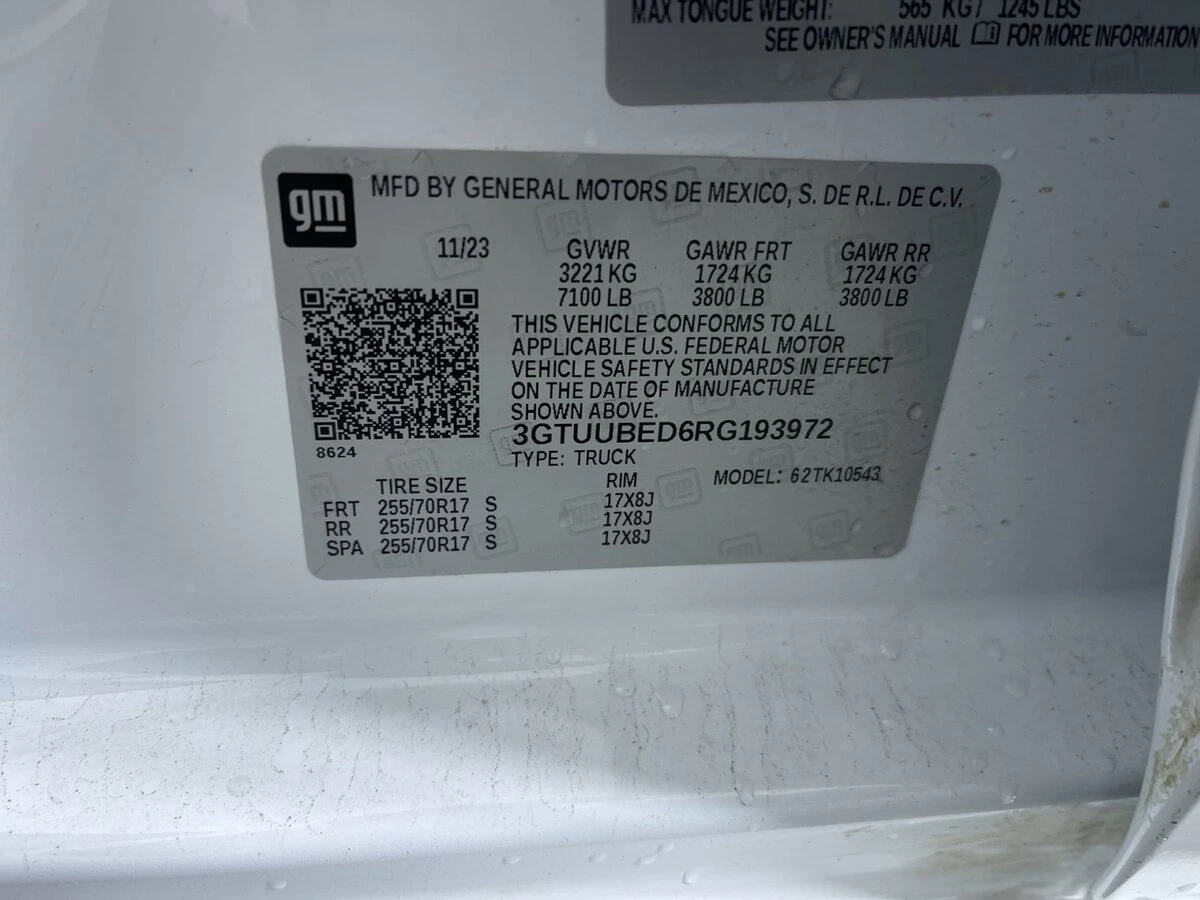 MAX TONGUE WEIGHT: 565 KG / 1245 LBS
SEE OWNER'S MANUAL FOR MORE INFORMATION
gm MFD BY GENERAL MOTORS DE MEXICO, S. DE R.L. DE C.V.
11/23 GVWR GAWR FRT GAWR RR
3221 KG 1724 KG 1724 KG
7100 LB 3800 LB 3800 LB
THIS VEHICLE CONFORMS TO ALL
APPLICABLE U.S. FEDERAL MOTOR
VEHICLE SAFETY STANDARDS IN EFFECT
ON THE DATE OF MANUFACTURE
SHOWN ABOVE.
3GTUUBED6RG193972
8624
TYPE: TRUCK
MODEL: 62TK10543
TIRE SIZE RIM
FRT 255/70R17 S 17X8J
RR 255/70R17 S 17X8J
SPA 255/70R17 S 17X8J